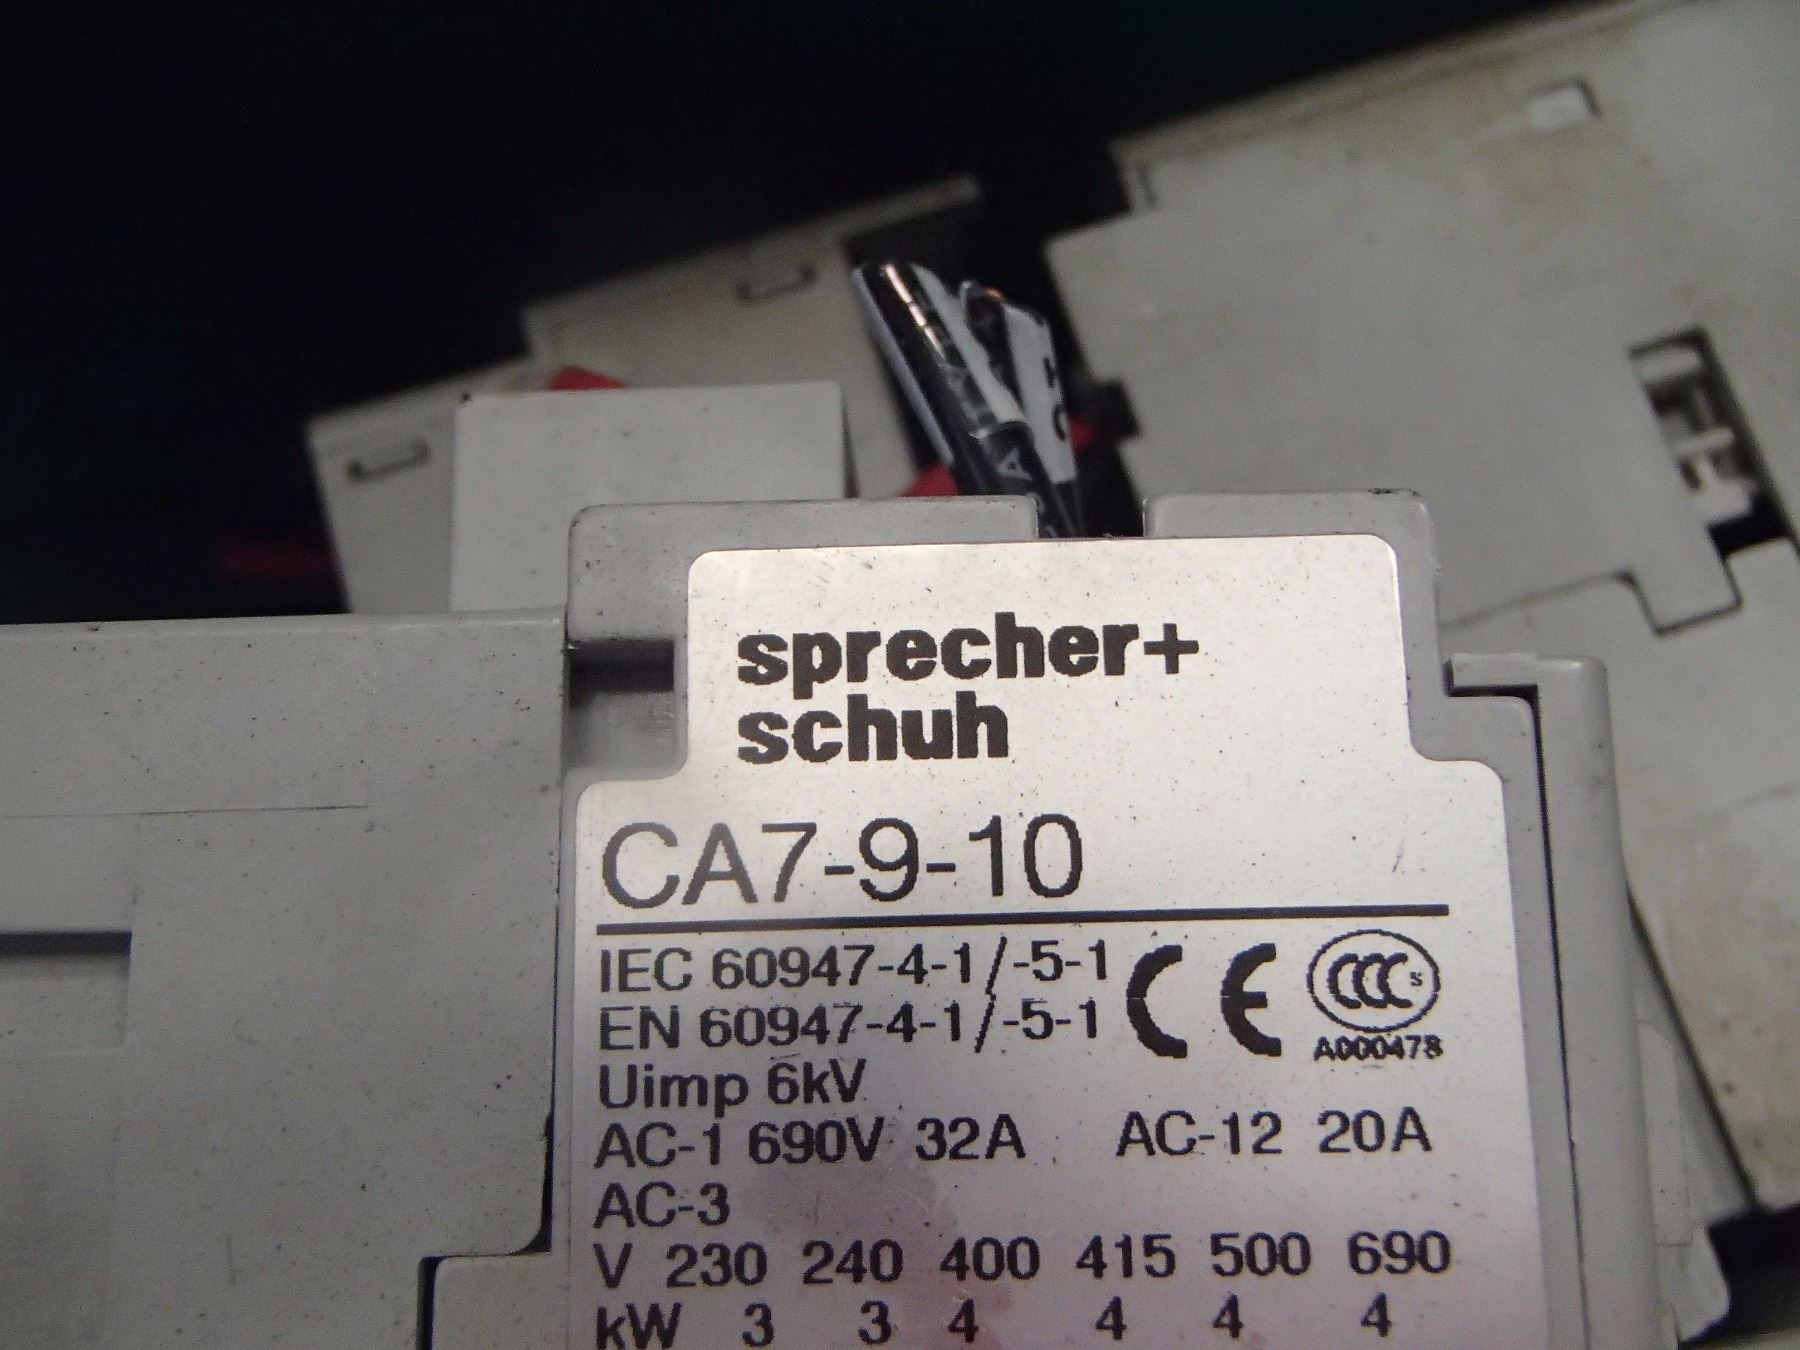 sprecher+
schuh
CA7-9-10
IEC 60947-4-1/-5-1
EN 60947-4-1/-5-1
CE
CCC S
A000478
Uimp 6kV
AC-1 690V 32A AC-12 20A
AC-3
V 230 240 400 415 500 690
kW 3 3 4 4 4 4